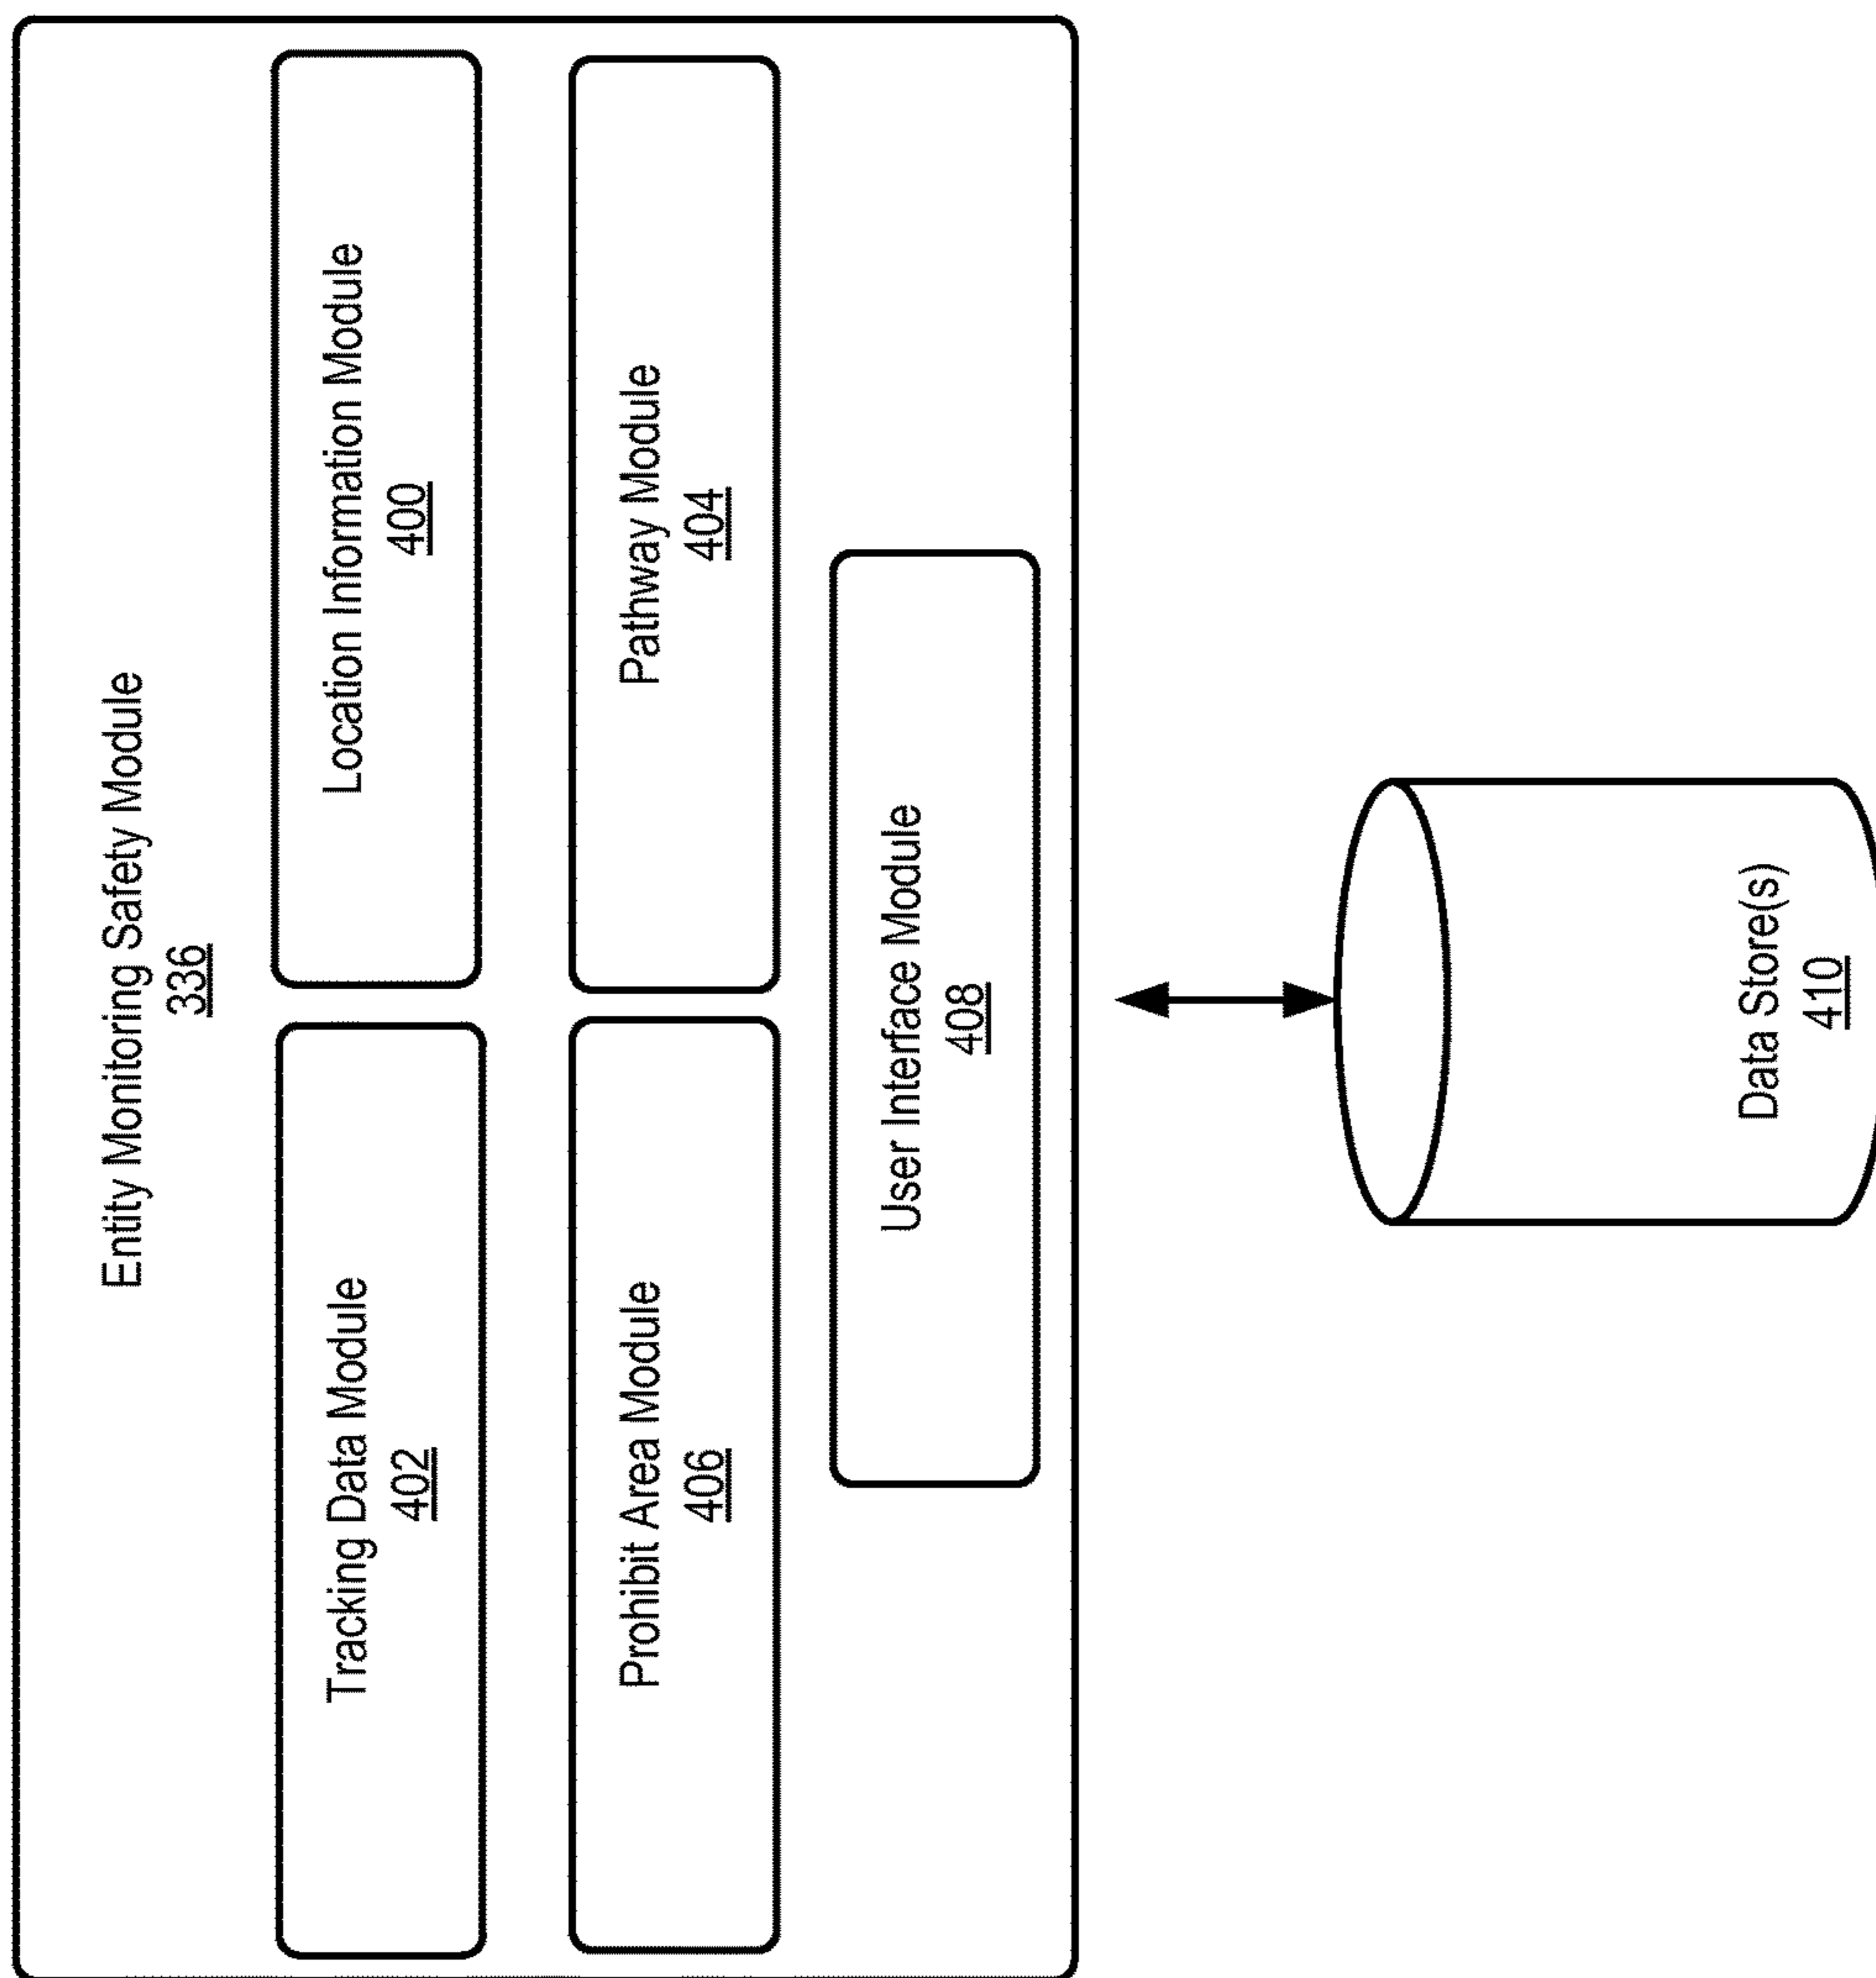 Entity Monitoring Safety Module
336
Tracking Data Module
402
Location Information Module
400
Prohibit Area Module
406
Pathway Module
404
User Interface Module
408
Data Store(s)
410